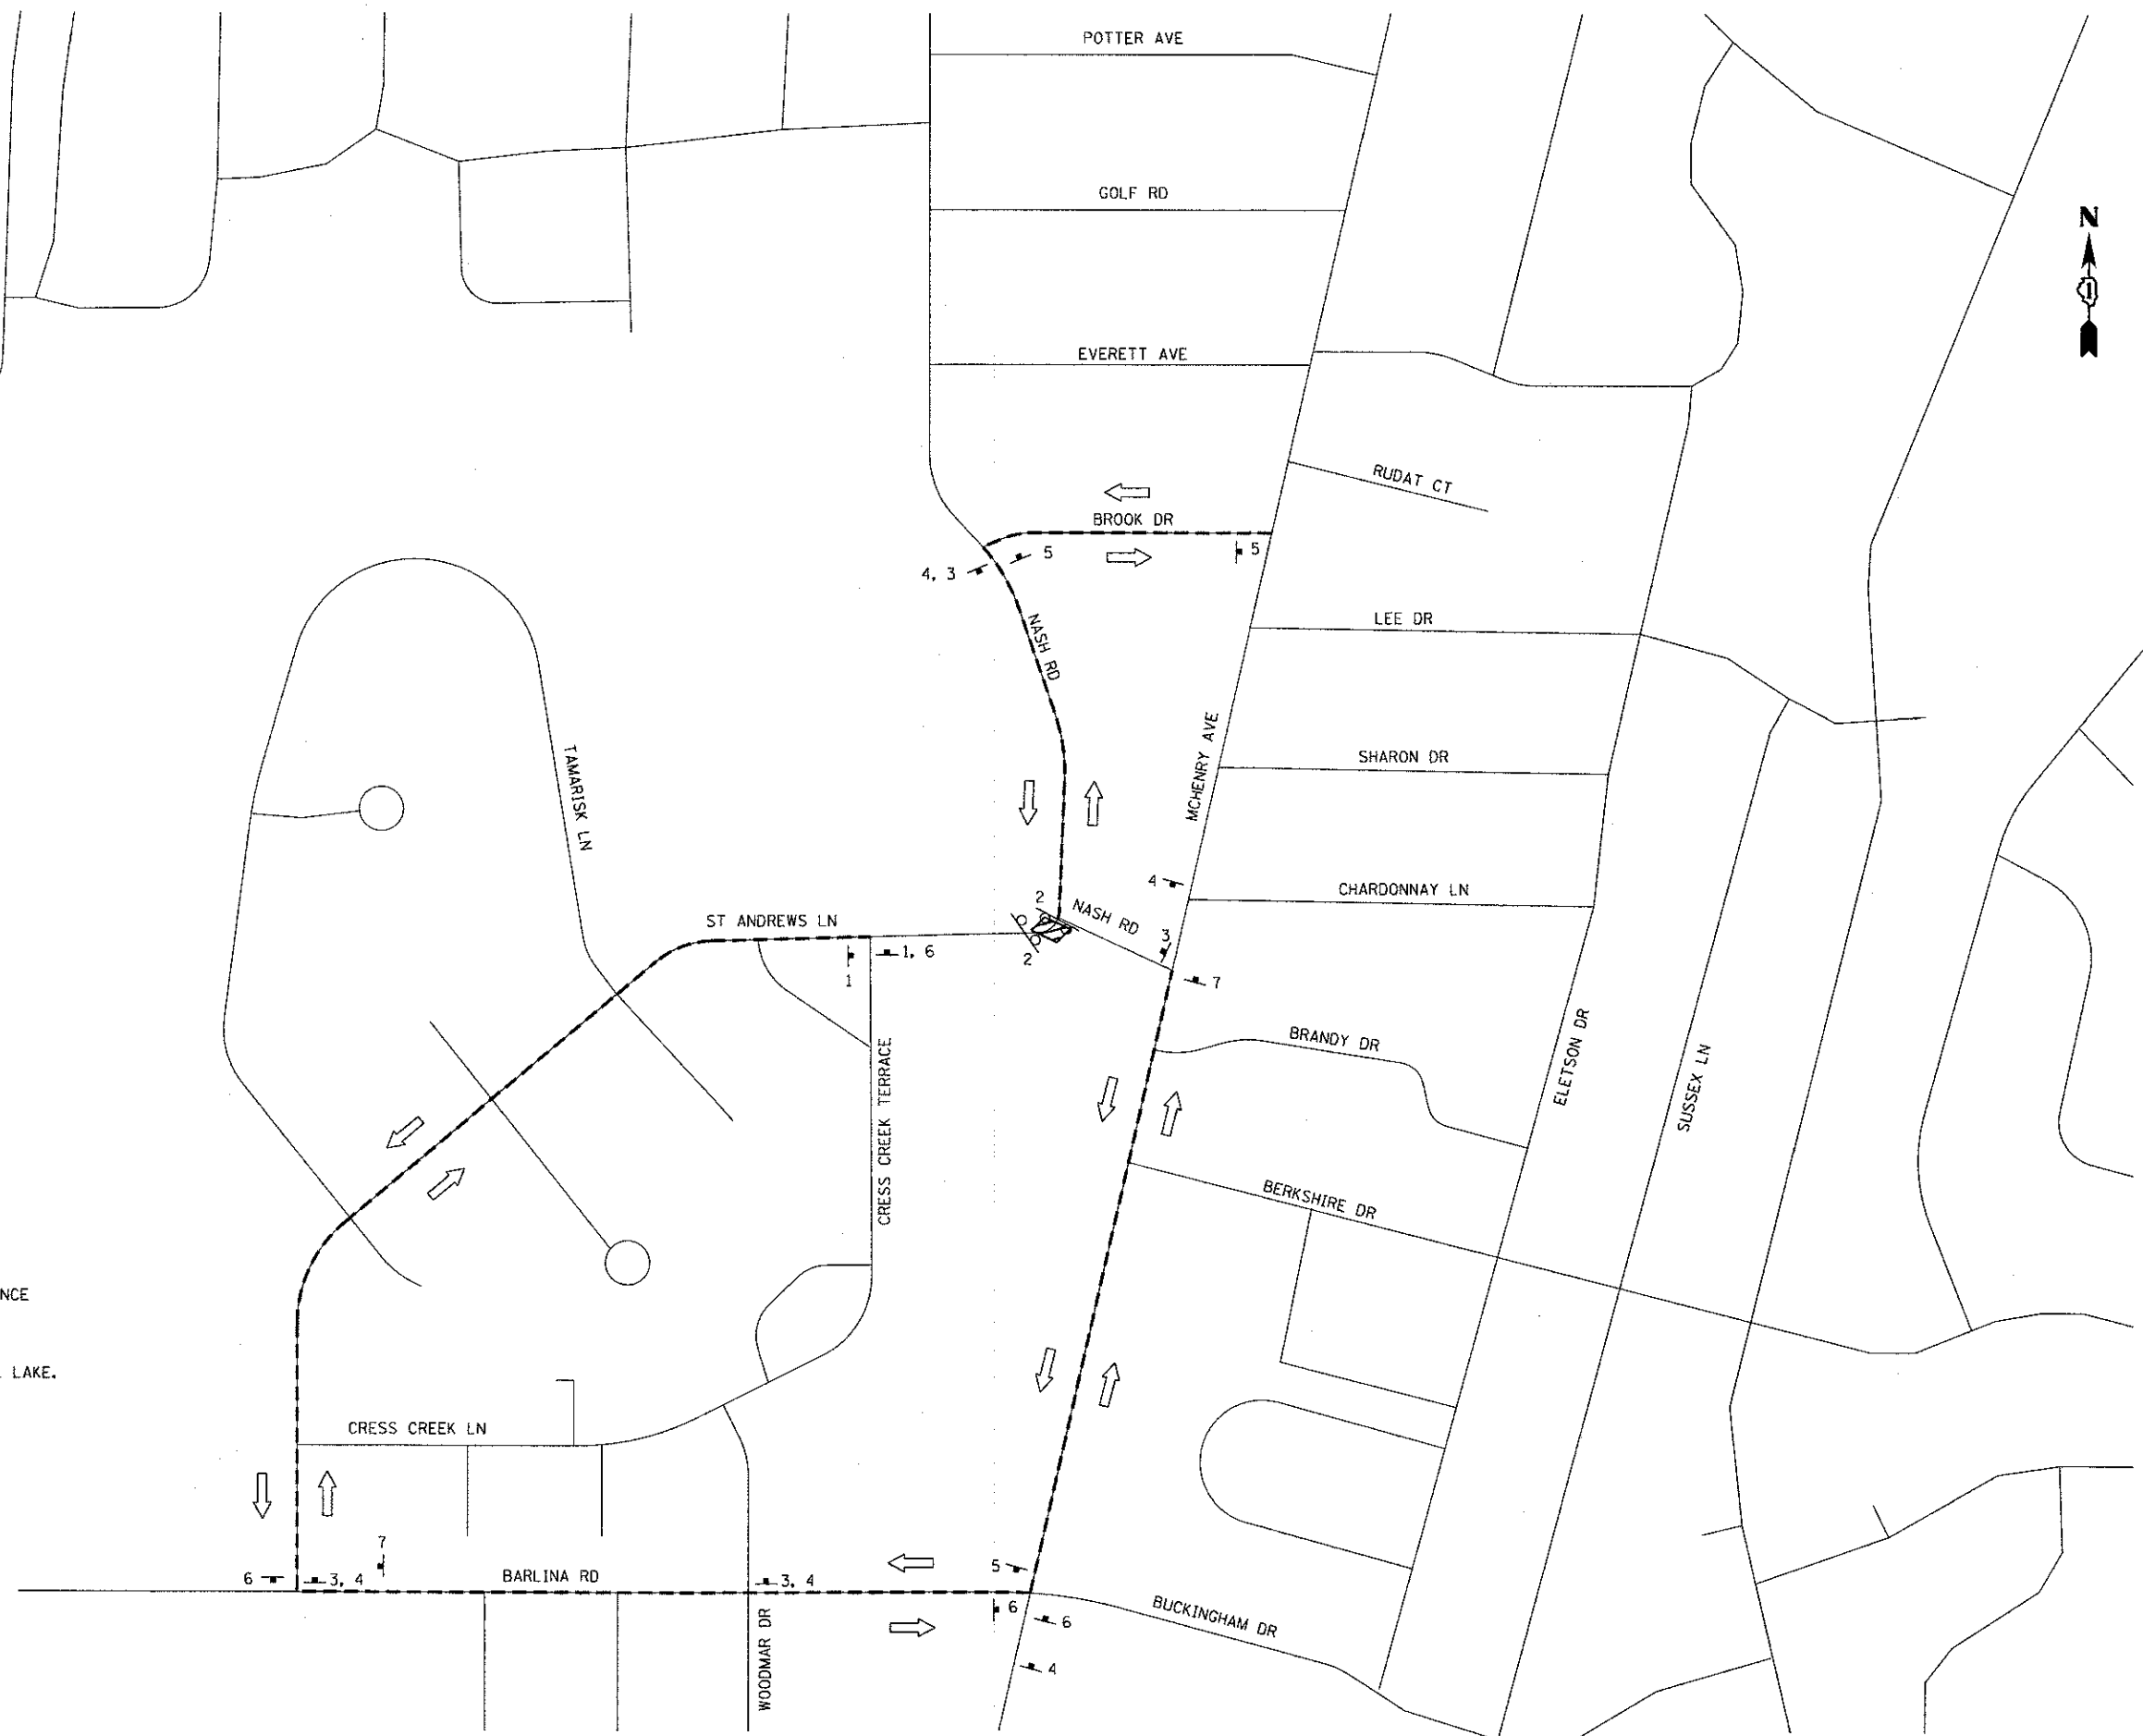 POTTER AVE
GOLF RD
N
EVERETT AVE
RUDAT CT
BROOK DR
5
5
4, 3
NASH RD
LEE DR
MCHENRY AVE
SHARON DR
TAMARISK LN
4
CHARDONNAY LN
2
NASH RD
ST ANDREWS LN
3
1, 6
2
1
7
BRANDY DR
ELETSON DR
SUSSEX LN
CRESS CREEK TERRACE
BERKSHIRE DR
NCE
LAKE.
CRESS CREEK LN
7
6
3, 4
BARLINA RD
3, 4
5
6
6
BUCKINGHAM DR
WOODMAR DR
4